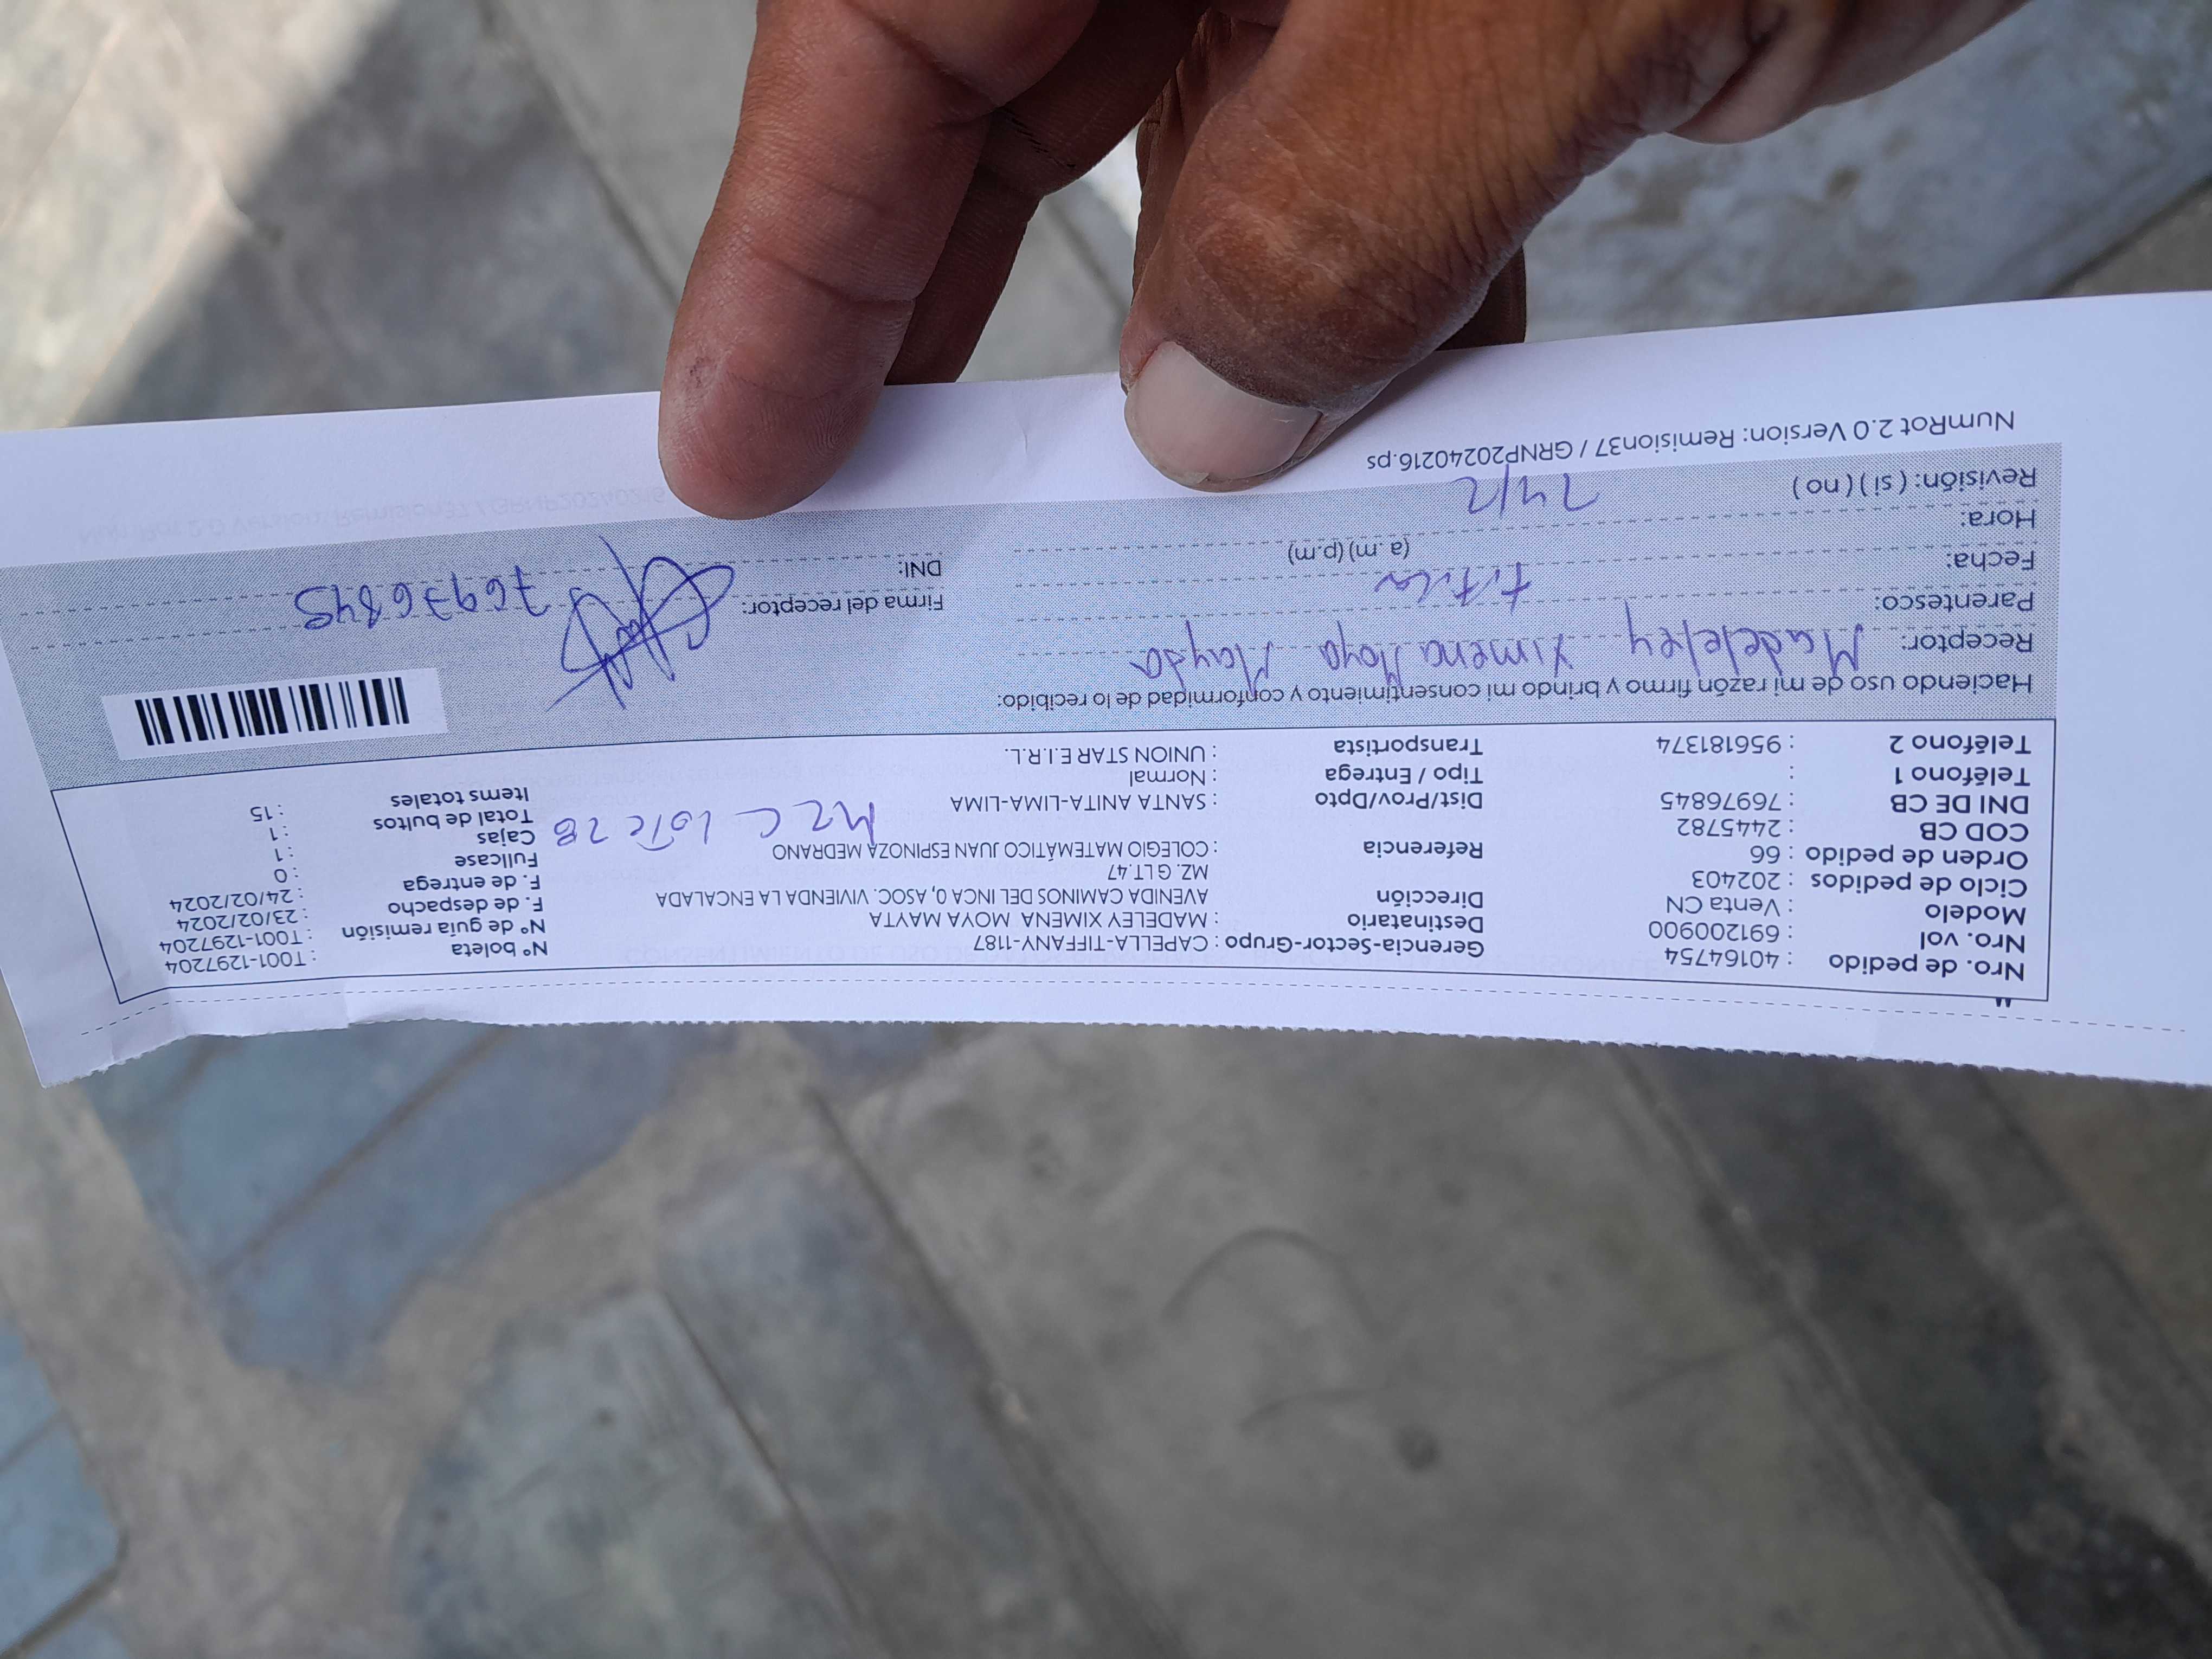 Nro. de pedido : 40164754 Gerencia-Sector-Grupo : CAPELLA-TIFFANY-1187 N° boleta : T001-1297204
Nro. vol : 691200900 Destinatario : MADELEY XIMENA MOYA MAYTA N° de guía remisión : T001-1297204
Modelo : Venta CN Dirección AVENIDA CAMINOS DEL INCA 0, ASOC. VIVIENDA LA ENCALADA F. de despacho : 23/02/2024
Ciclo de pedidos : 202403 MZ. G LT.47 F. de entrega : 24/02/2024
Orden de pedido : 66 Referencia : COLEGIO MATEMÁTICO JUAN ESPINOZA MEDRANO Fullcase : 0
COD CB : 2445782 MZ C LOTE 28 Cajas : 1
DNI DE CB : 76976845 Dist/Prov/Dpto : SANTA ANITA-LIMA-LIMA Total de bultos : 1
Teléfono 1 : Tipo / Entrega : Normal Items totales : 15
Teléfono 2 : 956181374 Transportista : UNION STAR E.I.R.L.
Haciendo uso de mi razón firmo y brindo mi consentimiento y conformidad de lo recibido:
Receptor: Madeley Ximena Moya Mayta
Parentesco: titular Firma del receptor:
Fecha: DNI: 76976845
Hora: (a .m) (p.m)
Revisión: ( si ) ( no ) 24/2
NumRot 2.0 Version: Remision37 / GRNP20240216.ps